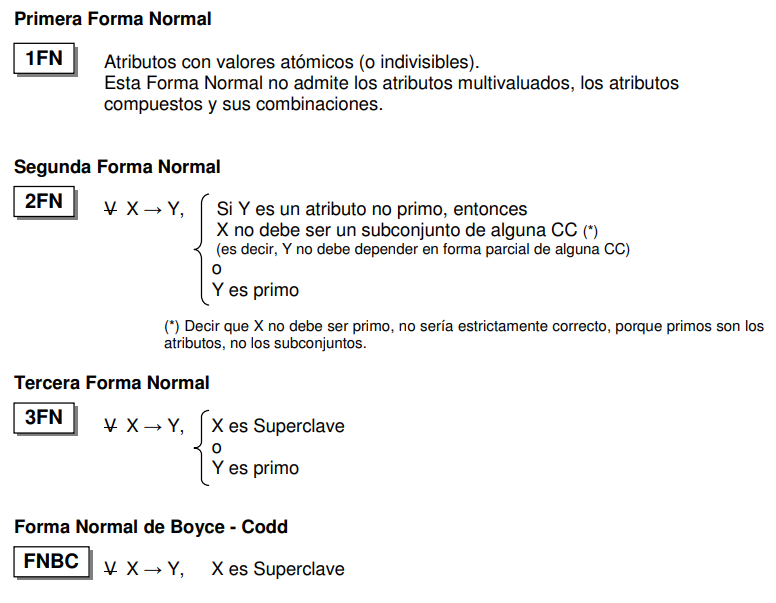 Primera Forma Normal
1FN
Atributos con valores atómicos (o indivisibles).
Esta Forma Normal no admite los atributos multivaluados, los atributos
compuestos y sus combinaciones.
Segunda Forma Normal
2FN
∀ X → Y,
Si Y es un atributo no primo, entonces
X no debe ser un subconjunto de alguna CC (*)
(es decir, Y no debe depender en forma parcial de alguna CC)
o
Y es primo
(*) Decir que X no debe ser primo, no sería estrictamente correcto, porque primos son los
atributos, no los subconjuntos.
Tercera Forma Normal
3FN
∀ X → Y,
X es Superclave
o
Y es primo
Forma Normal de Boyce - Codd
FNBC
∀ X → Y, X es Superclave